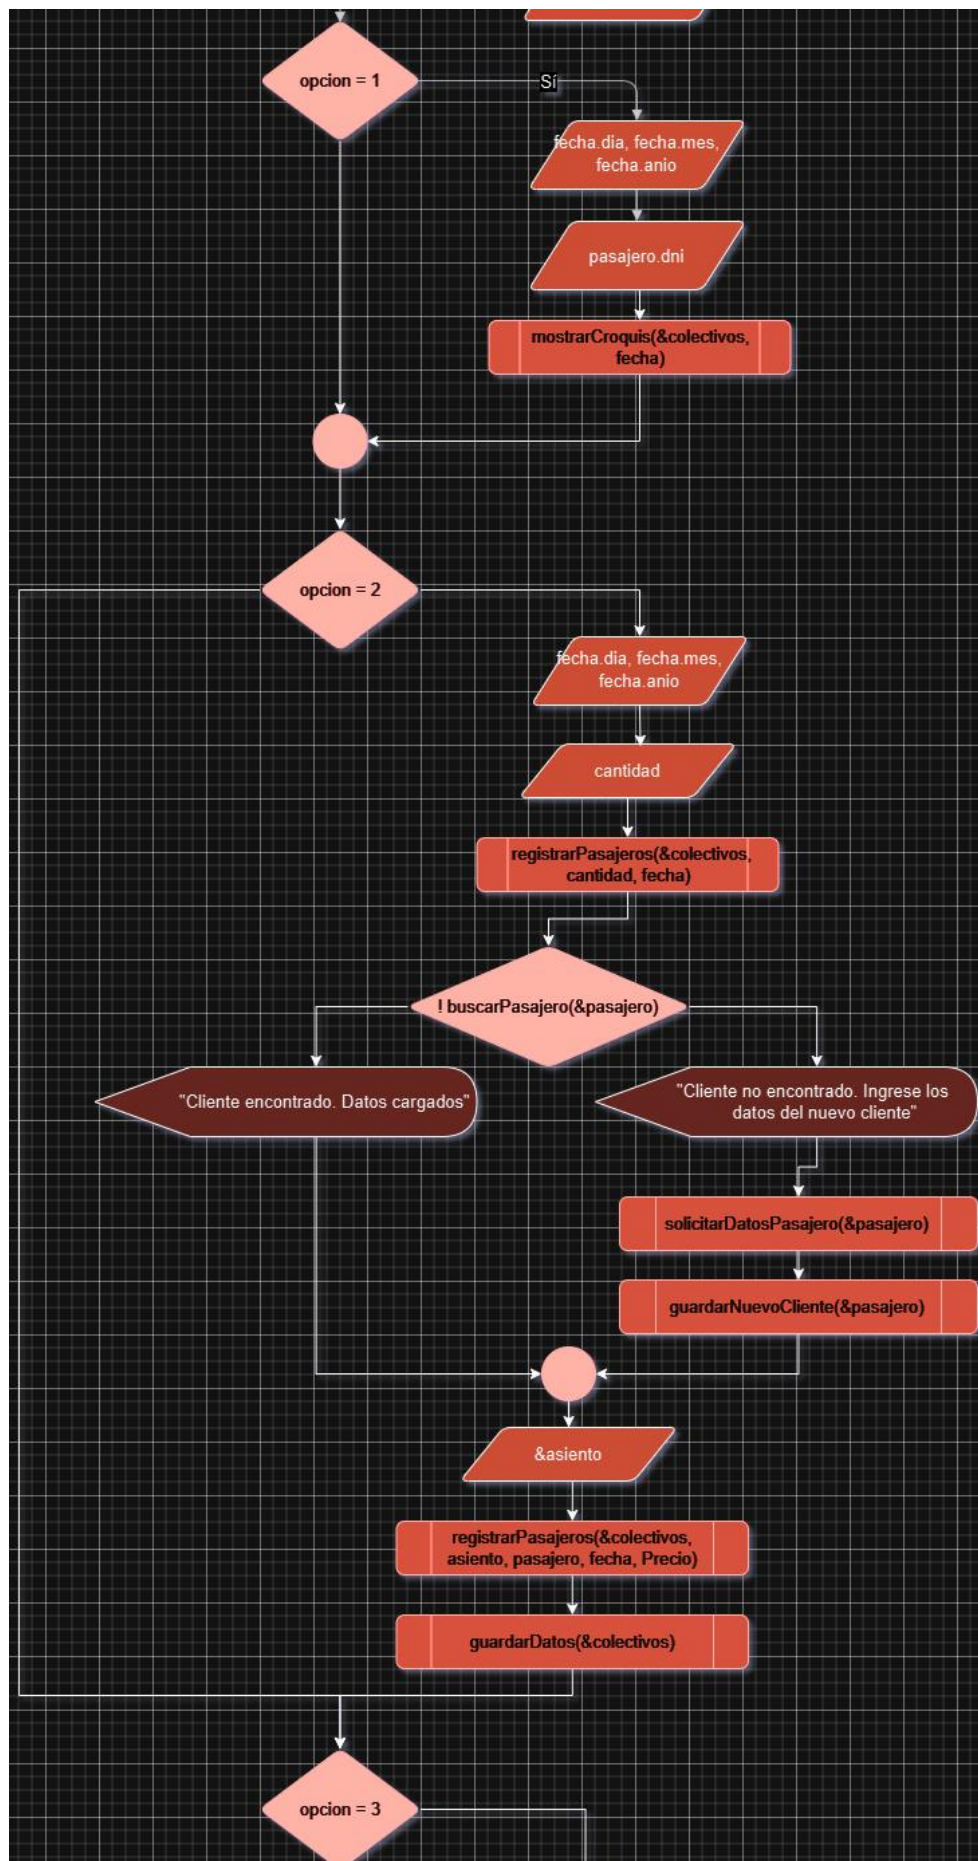 opcion = 1
Sí
fecha.dia, fecha.mes,
fecha.anio
pasajero.dni
mostrarCroquis(&colectivos,
fecha)
opcion = 2
fecha.dia, fecha.mes,
fecha.anio
cantidad
registrarPasajeros(&colectivos,
cantidad, fecha)
! buscarPasajero(&pasajero)
"Cliente encontrado. Datos cargados"
"Cliente no encontrado. Ingrese los
datos del nuevo cliente"
solicitarDatosPasajero(&pasajero)
guardarNuevoCliente(&pasajero)
&asiento
registrarPasajeros(&colectivos,
asiento, pasajero, fecha, Precio)
guardarDatos(&colectivos)
opcion = 3